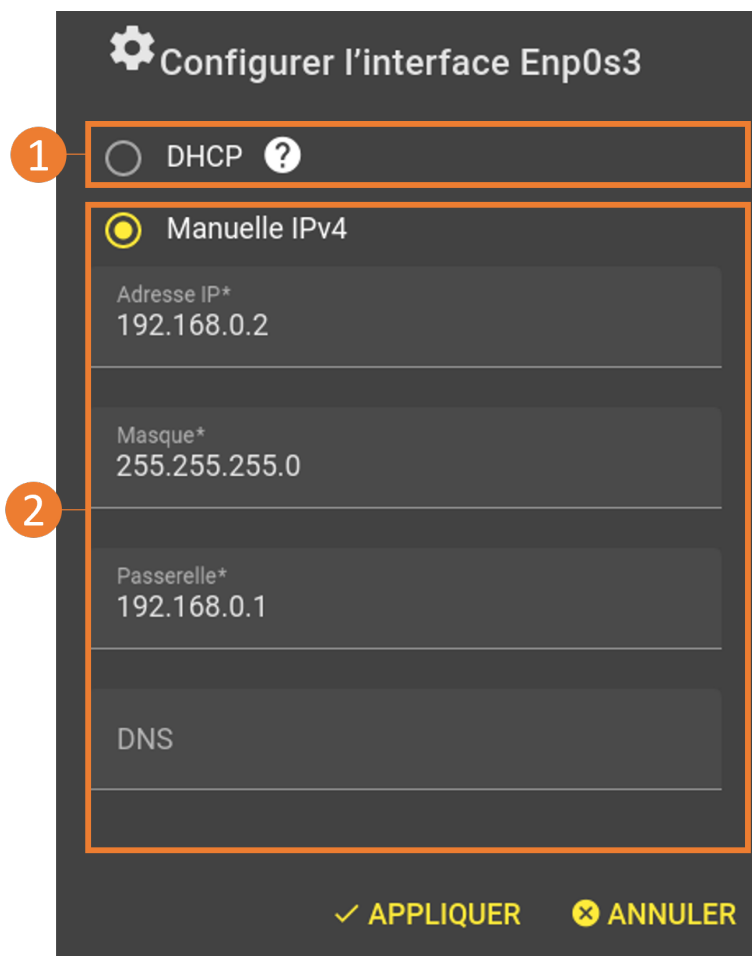 Configurer l’interface Enp0s3
1
DHCP ?
Manuelle IPv4
Adresse IP*
192.168.0.2
Masque*
255.255.255.0
2
Passerelle*
192.168.0.1
DNS
APPLIQUER ANNULER